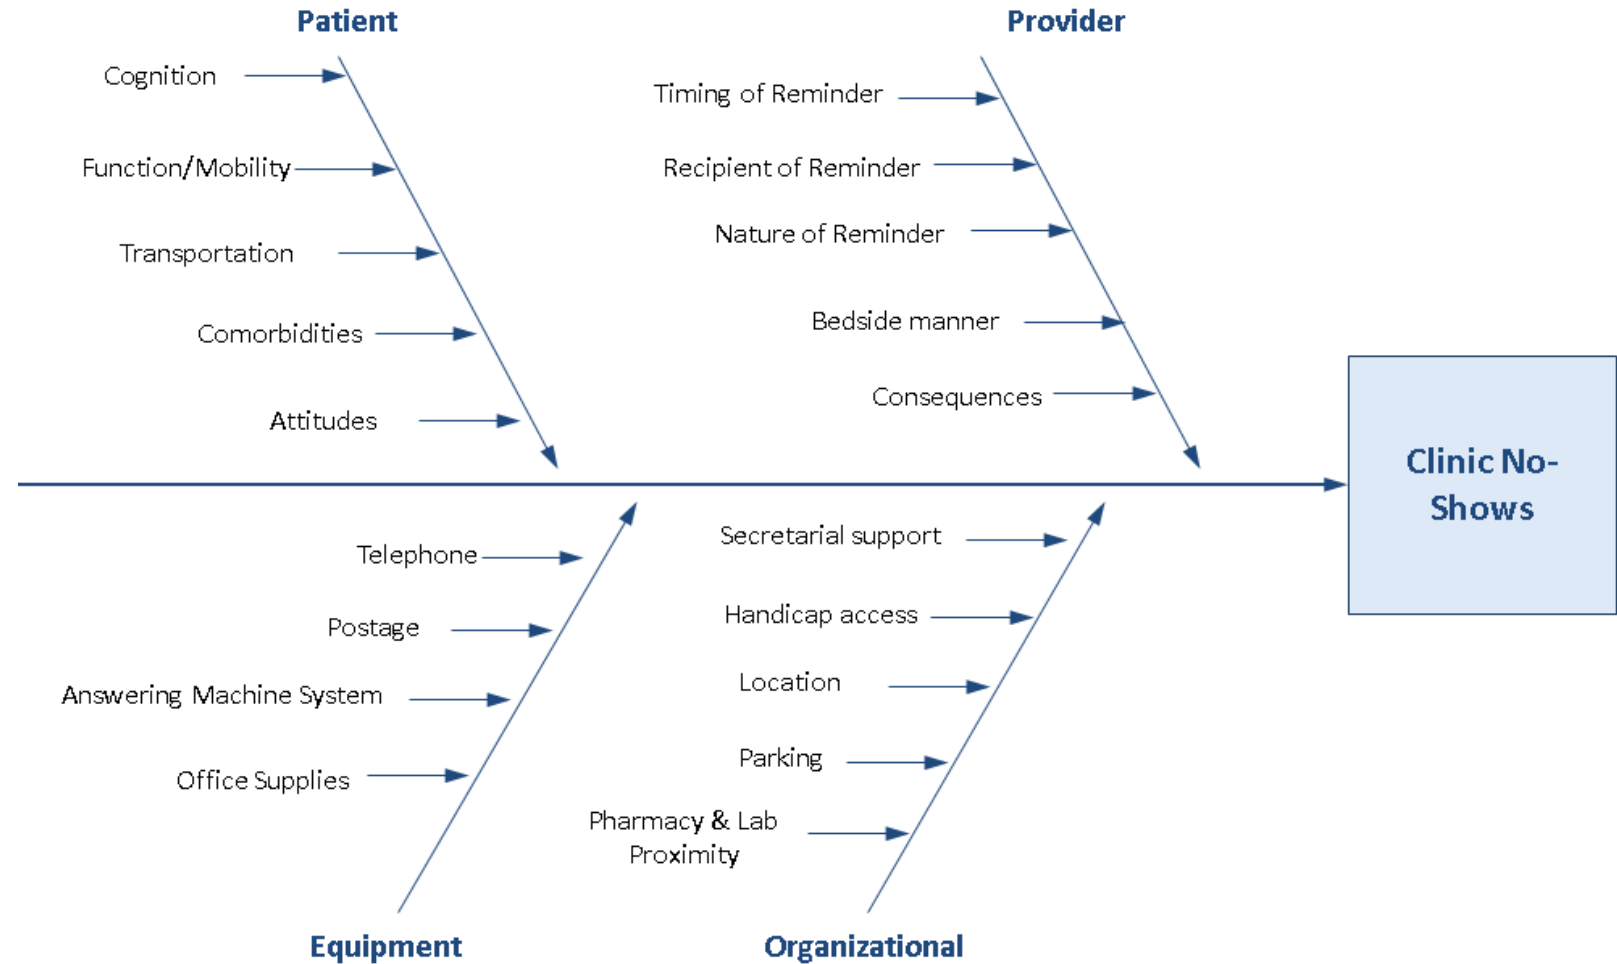 Patient
Cognition
Function/Mobility
Transportation
Comorbidities
Attitudes
Provider
Timing of Reminder
Recipient of Reminder
Nature of Reminder
Bedside manner
Consequences
Clinic No-
Shows
Telephone
Postage
Answering Machine System
Office Supplies
Equipment
Secretarial support
Handicap access
Location
Parking
Pharmacy & Lab
Proximity
Organizational